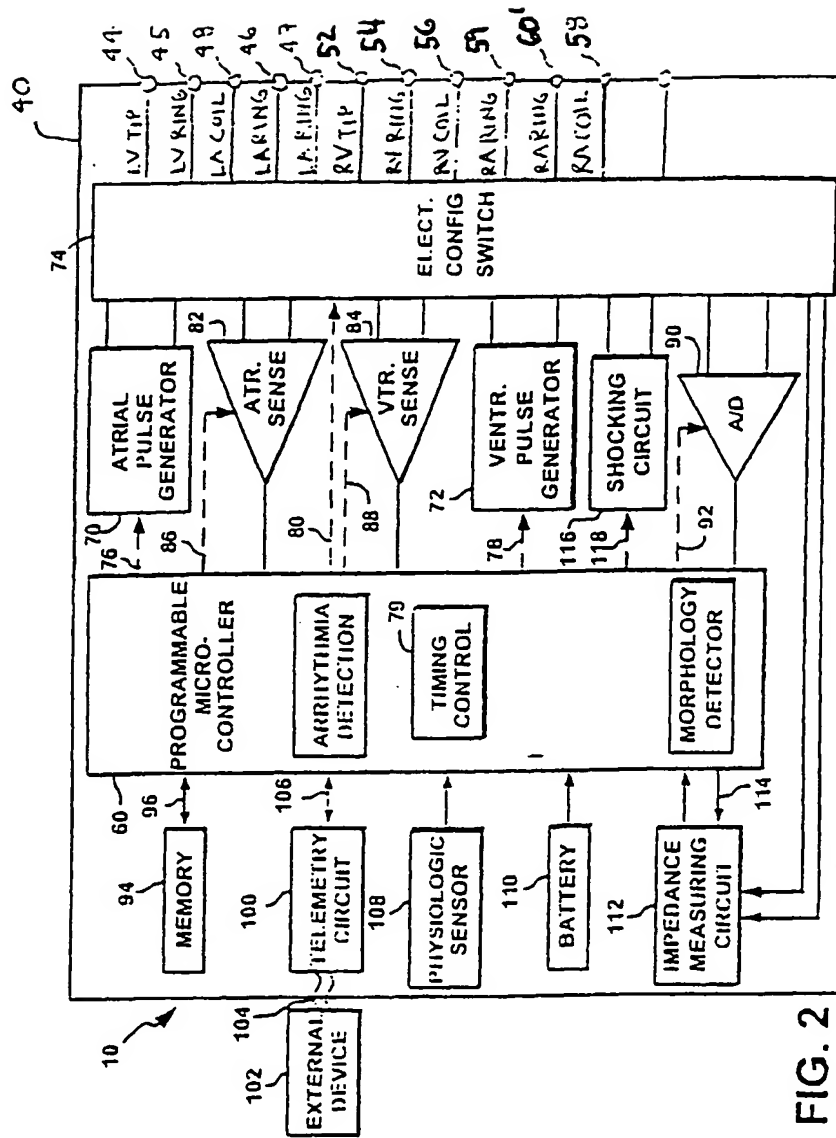 40
44
45
48
46
47
52
54
56
59
60'
58
LV TIP
LV RING
LA COIL
LA RING
LA RING
RV TIP
RV RING
RV COIL
RA RING
RA RING
RA COIL
74
ELECT.
CONFIG
SWITCH
ATRIAL
PULSE
GENERATOR
70
76
82
ATR.
SENSE
86
80
84
VTR.
SENSE
88
VENTR.
PULSE
GENERATOR
72
78
SHOCKING
CIRCUIT
116
118
90
A/D
92
PROGRAMMABLE
MICRO-
CONTROLLER
60
ARRHYTHMIA
DETECTION
79
TIMING
CONTROL
MORPHOLOGY
DETECTOR
96
106
114
94
MEMORY
100
TELEMETRY
CIRCUIT
108
PHYSIOLOGIC
SENSOR
110
BATTERY
112
IMPEDANCE
MEASURING
CIRCUIT
10
104
102
EXTERNAL
DEVICE
FIG. 2